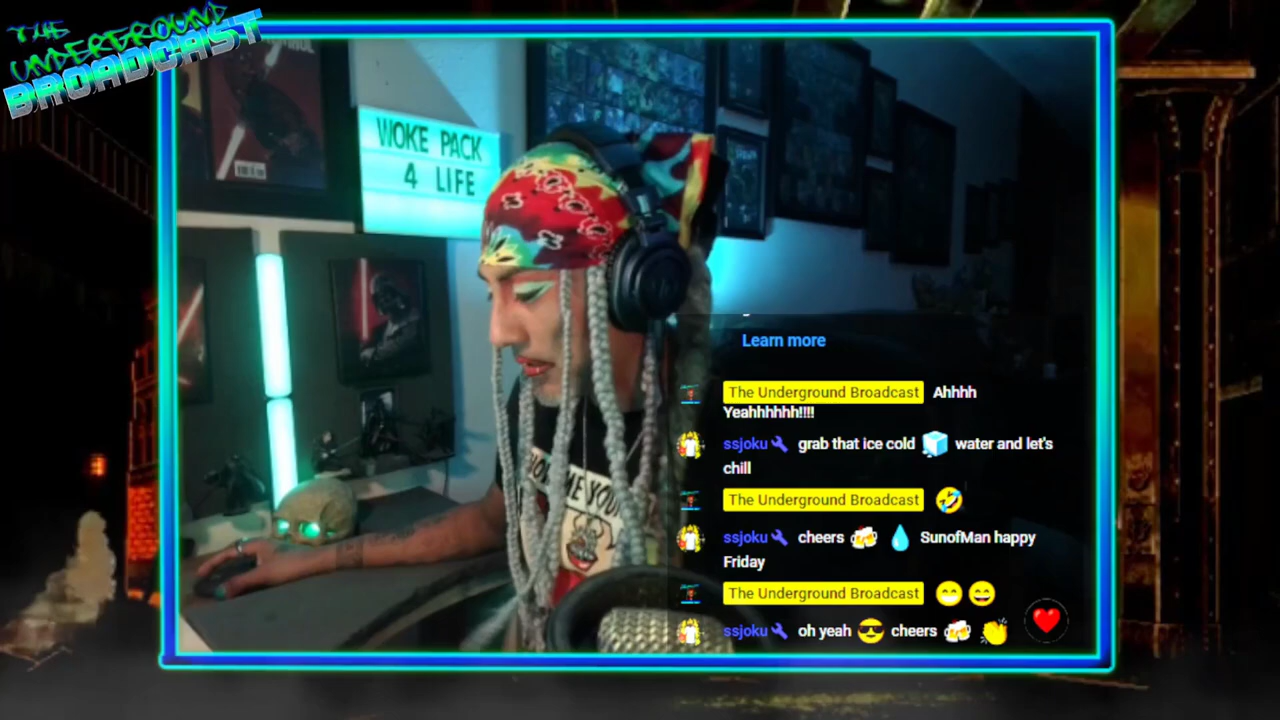 THE
UNDERGROUND
BROADCAST
WOKE PACK
4 LIFE
Learn more
The Underground Broadcast Ahhhh
Yeahhhhhh!!!!
ssjoku grab that ice cold 🧊 water and let's
chill
The Underground Broadcast 🤣
ssjoku cheers 🍻 💧 SunofMan happy
Friday
The Underground Broadcast 😁 😄
ssjoku oh yeah 😎 cheers 🍻 👏